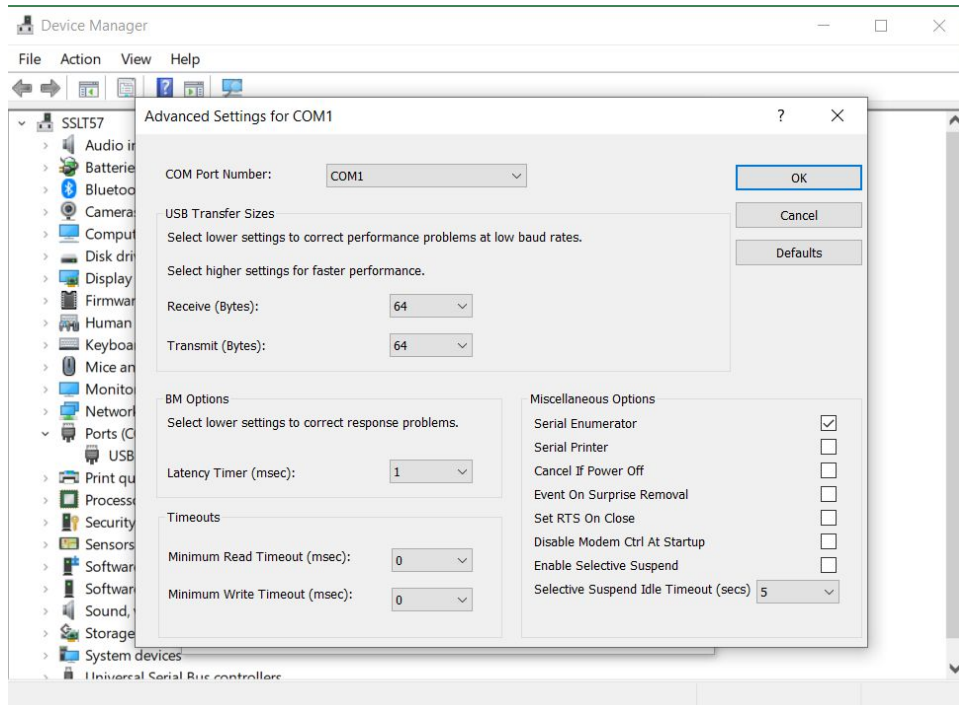 Device Manager
File Action View Help
Advanced Settings for COM1
?
SSLT57
Audio in
Batterie
Bluetoo
Camera
Comput
Disk dri
Display
Firmwar
Human
Keyboa
Mice an
Monito
Networ
Ports (C
USB
Print qu
Process
Security
Sensors
Softwar
Softwar
Sound,
Storage
System devices
Universal Serial Bus controllers
COM Port Number: COM1
OK
Cancel
Defaults
USB Transfer Sizes
Select lower settings to correct performance problems at low baud rates.
Select higher settings for faster performance.
Receive (Bytes): 64
Transmit (Bytes): 64
BM Options
Select lower settings to correct response problems.
Latency Timer (msec): 1
Timeouts
Minimum Read Timeout (msec): 0
Minimum Write Timeout (msec): 0
Miscellaneous Options
Serial Enumerator
Serial Printer
Cancel If Power Off
Event On Surprise Removal
Set RTS On Close
Disable Modem Ctrl At Startup
Enable Selective Suspend
Selective Suspend Idle Timeout (secs) 5